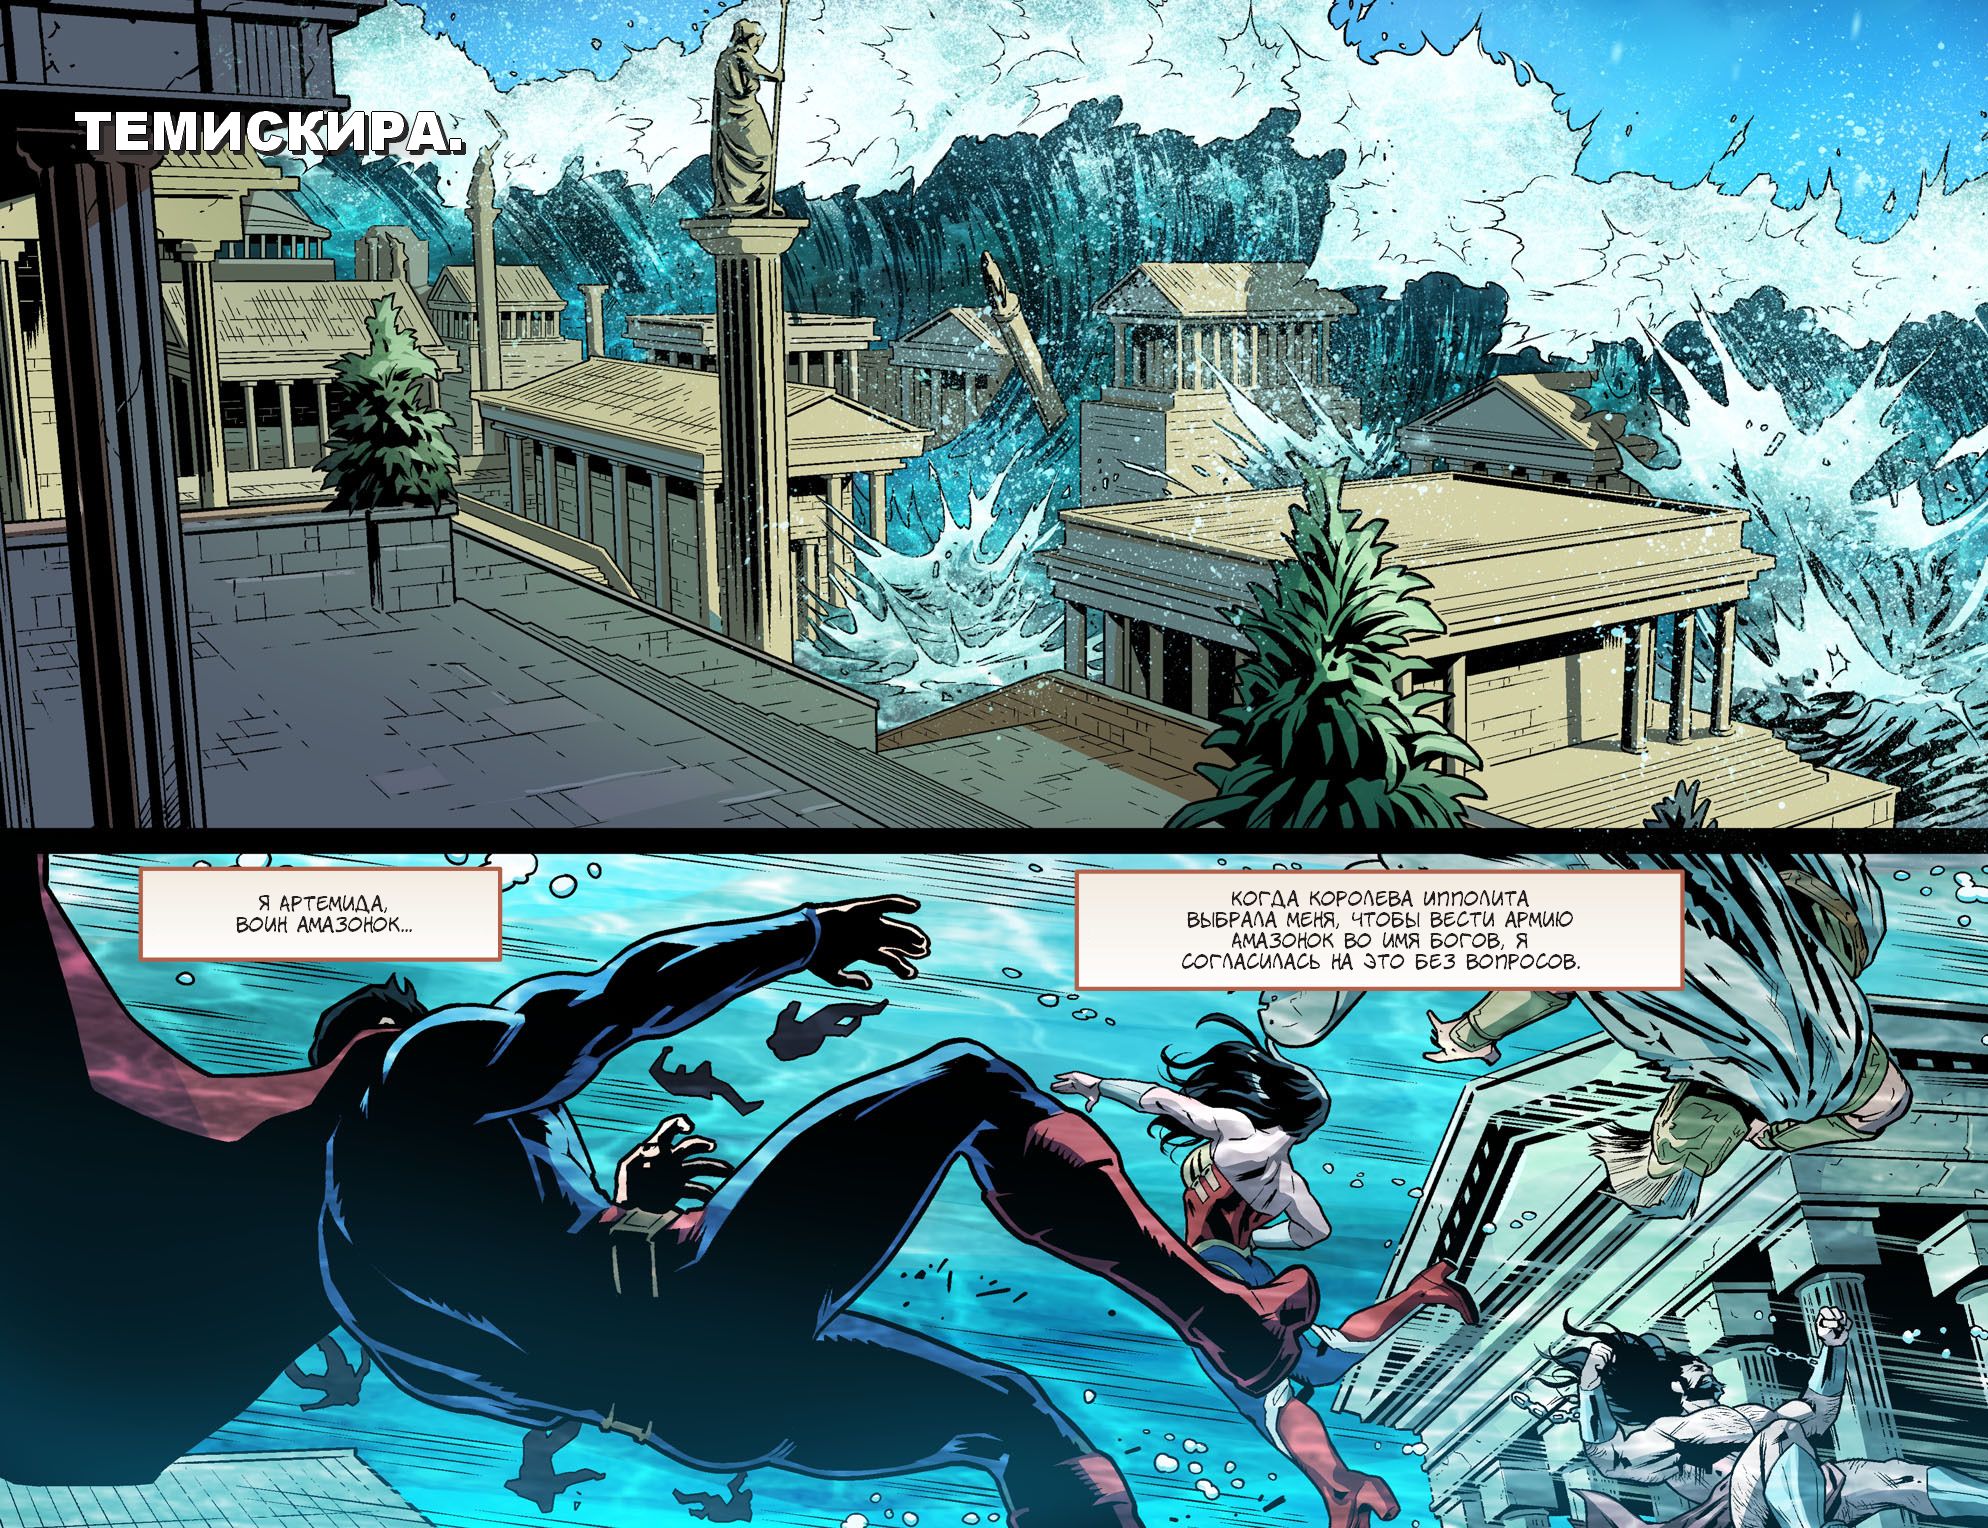 ТЕМИСКИРА.
Я АРТЕМИДА,
ВОИН АМАЗОНОК...
КОГДА КОРОЛЕВА ИППОЛИТА
ВЫБРАЛА МЕНЯ, ЧТОБЫ ВЕСТИ АРМИЮ
АМАЗОНОК ВО ИМЯ БОГОВ, Я
СОГЛАСИЛАСЬ НА ЭТО БЕЗ ВОПРОСОВ.